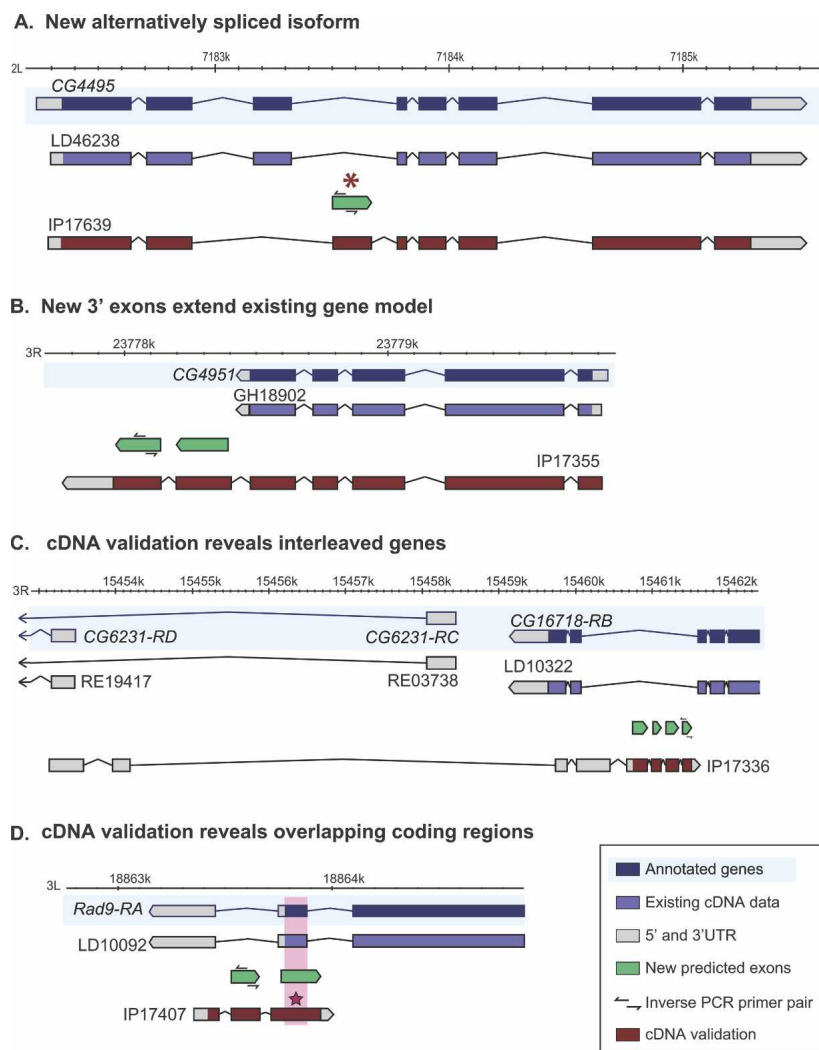 A. New alternatively spliced isoform
7183k 7184k 7185k
2L
CG4495
LD46238
*
IP17639
B. New 3’ exons extend existing gene model
23778k 23779k
3R
CG4951
GH18902
IP17355
C. cDNA validation reveals interleaved genes
15454k 15455k 15456k 15457k 15458k 15459k 15460k 15461k 15462k
3R
CG6231-RD CG6231-RC CG16718-RB
RE19417 RE03738 LD10322
IP17336
D. cDNA validation reveals overlapping coding regions
18863k 18864k
3L
Rad9-RA
LD10092
IP17407
Annotated genes
Existing cDNA data
5’ and 3’UTR
New predicted exons
Inverse PCR primer pair
cDNA validation